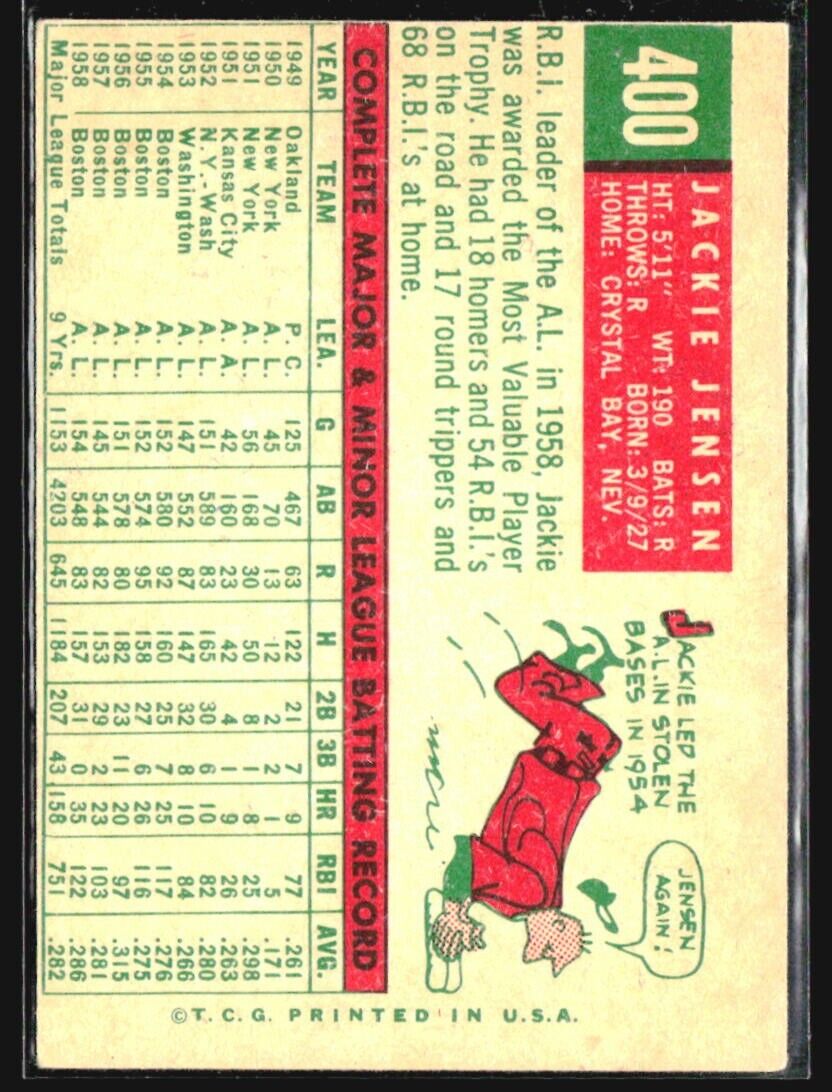 400
JACKIE JENSEN
HT: 5'11" WT: 190 BATS: R
THROWS: R BORN: 3/9/27
HOME: CRYSTAL BAY, NEV.
R.B.I. leader of the A.L. in 1958, Jackie
was awarded the Most Valuable Player
Trophy. He had 18 homers and 54 R.B.I.'s
on the road and 17 round trippers and
68 R.B.I.'s at home.
JACKIE LED THE
A.L. IN STOLEN
BASES IN 1954
JENSEN
AGAIN!
COMPLETE MAJOR & MINOR LEAGUE BATTING RECORD
YEAR TEAM LEA. G AB R H 2B 3B HR RBI AVG.
1949 Oakland P. C. 125 467 63 122 21 7 9 77 .261
1950 New York A. L. 45 70 13 12 2 2 1 5 .171
1951 New York A. L. 56 168 30 50 8 1 8 25 .298
1951 Kansas City A. A. 42 160 23 42 4 1 9 26 .263
1952 N.Y.-Wash A. L. 151 589 83 165 30 6 10 82 .280
1953 Washington A. L. 147 552 87 147 32 8 10 84 .266
1954 Boston A. L. 152 580 92 160 25 7 25 117 .276
1955 Boston A. L. 152 574 95 158 27 6 26 116 .275
1956 Boston A. L. 151 578 80 182 23 11 20 97 .315
1957 Boston A. L. 145 544 82 153 29 2 23 103 .281
1958 Boston A. L. 154 548 83 157 31 0 35 122 .286
Major League Totals 9 Yrs. 1153 4203 645 1184 207 43 158 751 .282
©T.C.G. PRINTED IN U.S.A.